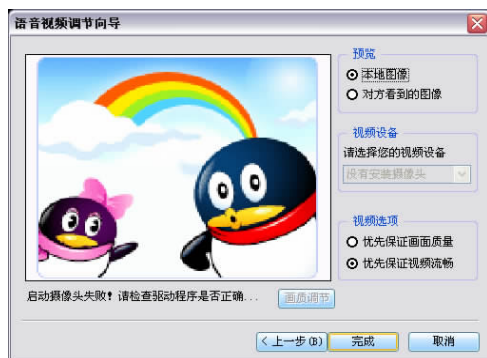 语音视频调节向导
预览
本地图像
对方看到的图像
视频设备
请选择您的视频设备
没有安装摄像头
视频选项
优先保证画面质量
优先保证视频流畅
启动摄像头失败！请检查驱动程序是否正确...
画质调节
< 上一步(B)
完成
取消